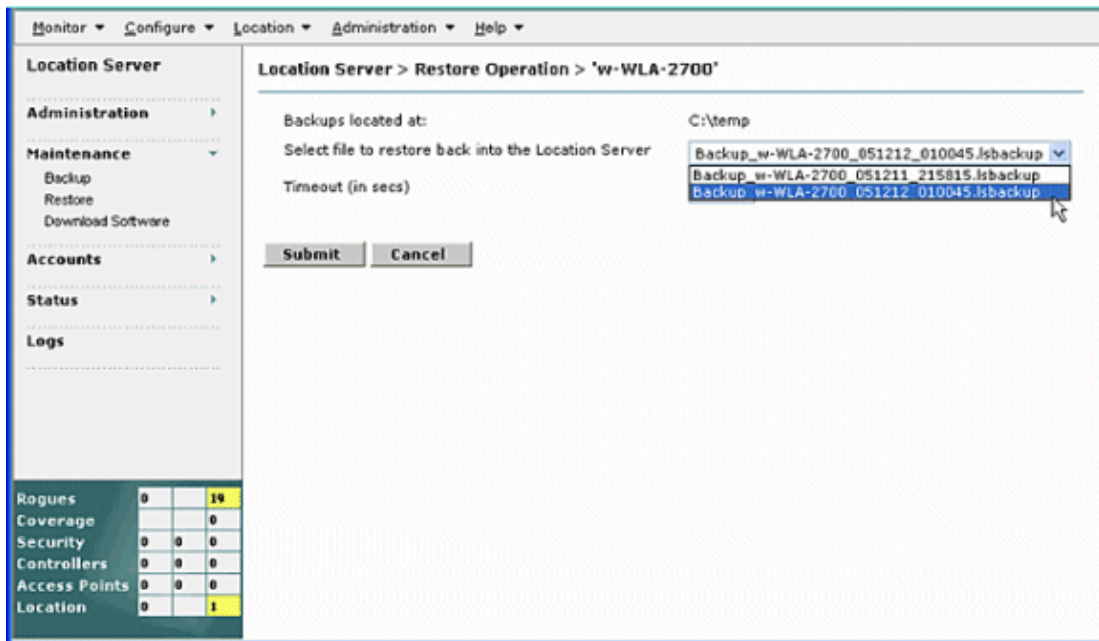 Monitor Configure Location Administration Help
Location Server
Administration
Maintenance
Backup
Restore
Download Software
Accounts
Status
Logs
Rogues 0 19
Coverage 0
Security 0 0 0
Controllers 0 0 0
Access Points 0 0 0
Location 0 1
Location Server > Restore Operation > 'w-WLA-2700'
Backups located at: C:\temp
Select file to restore back into the Location Server Backup_w-WLA-2700_051212_010045.lsbackup
Backup_w-WLA-2700_051211_215815.lsbackup
Backup_w-WLA-2700_051212_010045.lsbackup
Timeout (in secs)
Submit Cancel